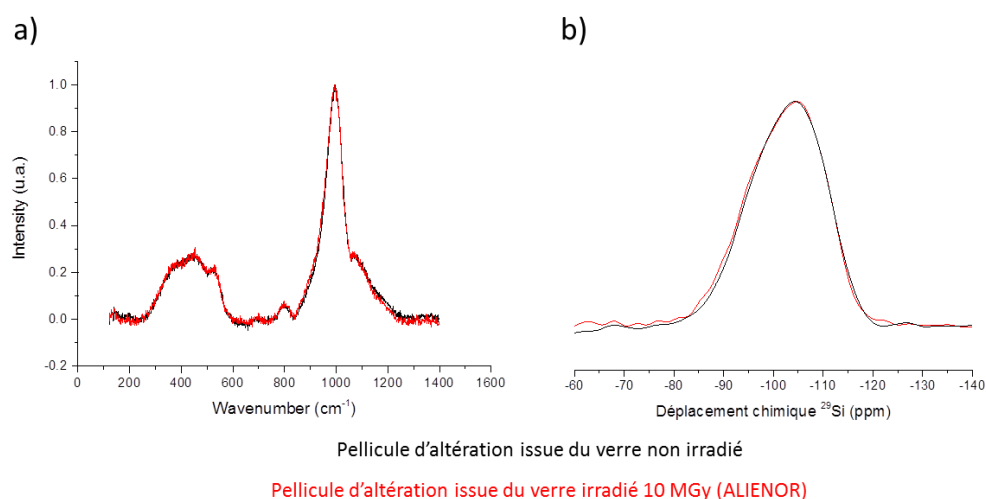 a)
b)
1.0
0.8
0.6
0.4
0.2
0.0
-0.2
Intensity (u.a.)
0 200 400 600 800 1000 1200 1400 1600
Wavenumber (cm⁻¹)
-60 -70 -80 -90 -100 -110 -120 -130 -140
Déplacement chimique ²⁹Si (ppm)
Pellicule d’altération issue du verre non irradié
Pellicule d’altération issue du verre irradié 10 MGy (ALIENOR)